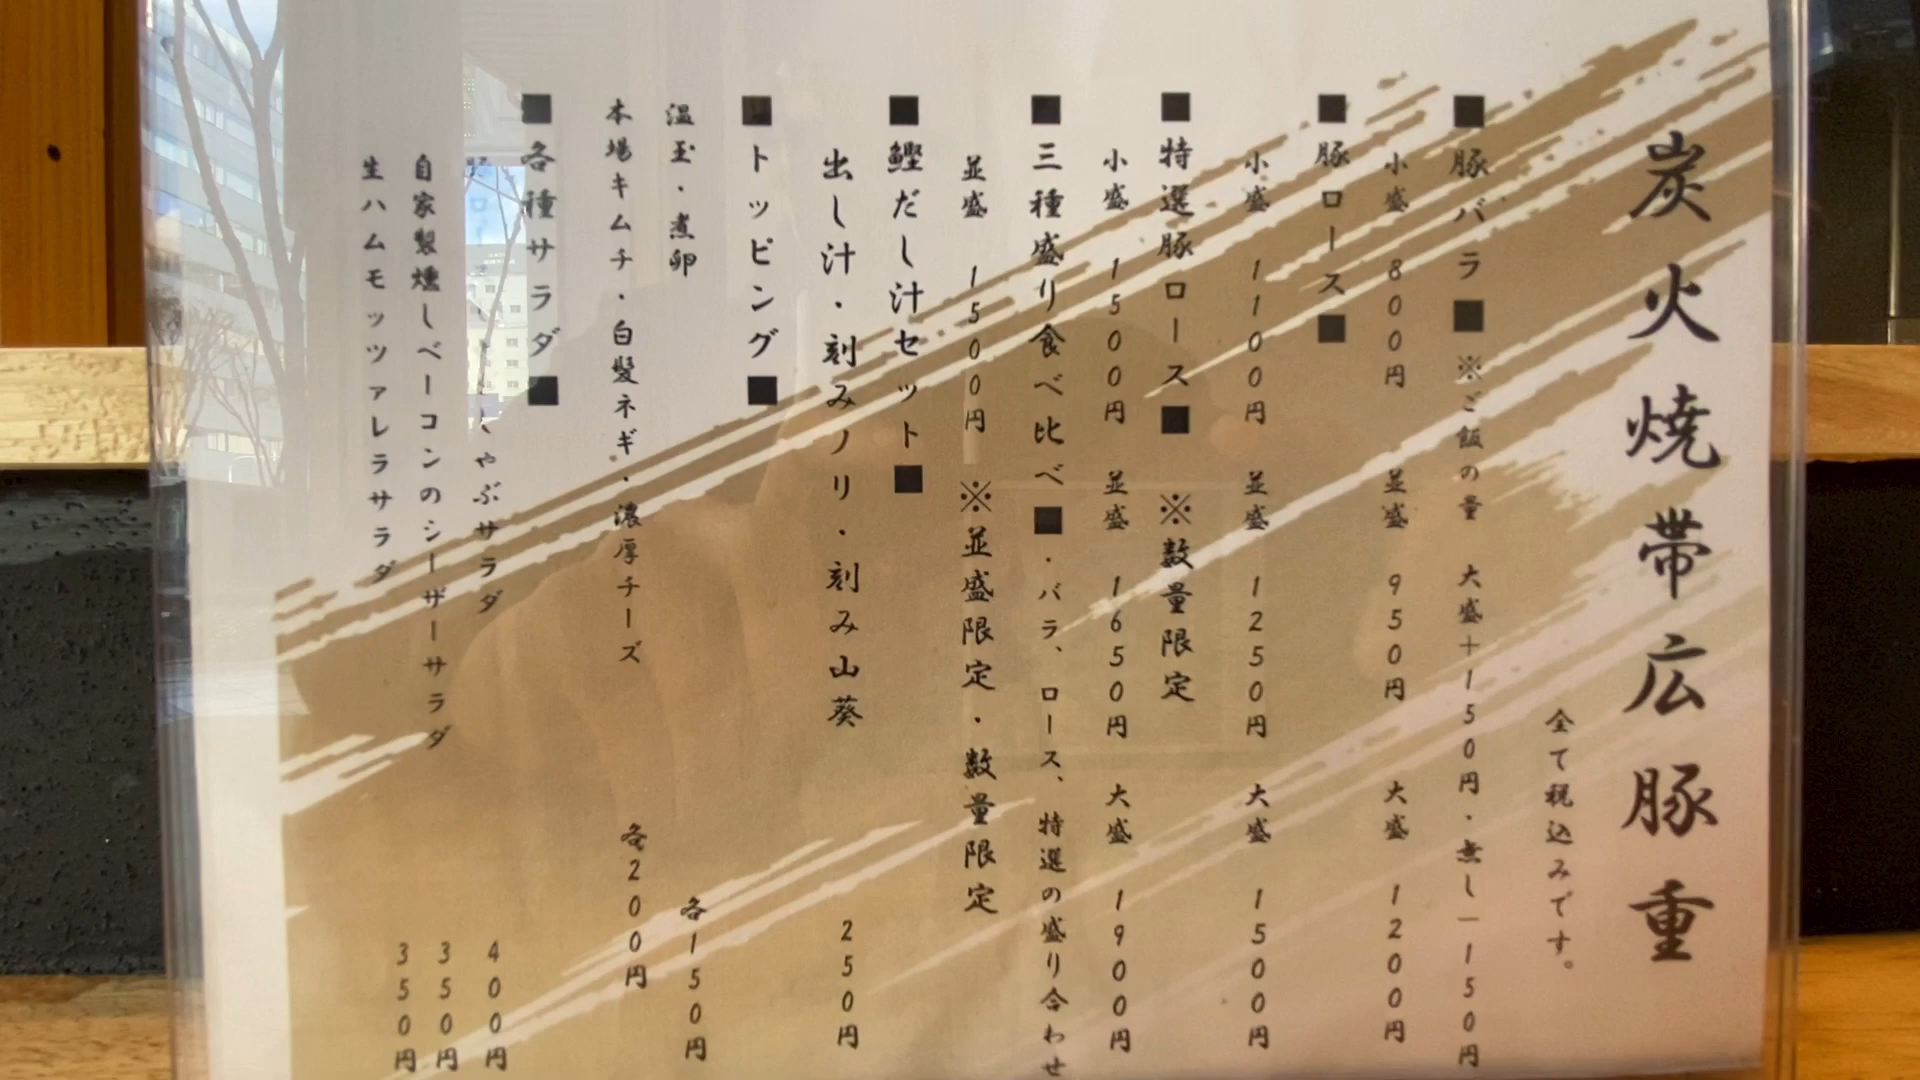 炭火焼帯広豚重
全て税込みです。
■豚バラ■ ※ご飯の量 大盛+150円・無し-150円
小盛 800円 並盛 950円 大盛 1200円
■豚ロース■
小盛 1100円 並盛 1250円 大盛 1500円
■特選豚ロース■ ※数量限定
小盛 1500円 並盛 1650円 大盛 1900円
■三種盛り食べ比べ■・バラ、ロース、特選の盛り合わせ
並盛 1500円 ※並盛限定・数量限定
■鰹だし汁セット■
出し汁・刻みノリ・刻み山葵 250円
■トッピング■
温玉・煮卵 各150円
本場キムチ・白髪ネギ・濃厚チーズ 各200円
■各種サラダ■
ゃぶサラダ 400円
自家製燻しベーコンのシーザーサラダ 350円
生ハムモッツァレラサラダ 350円